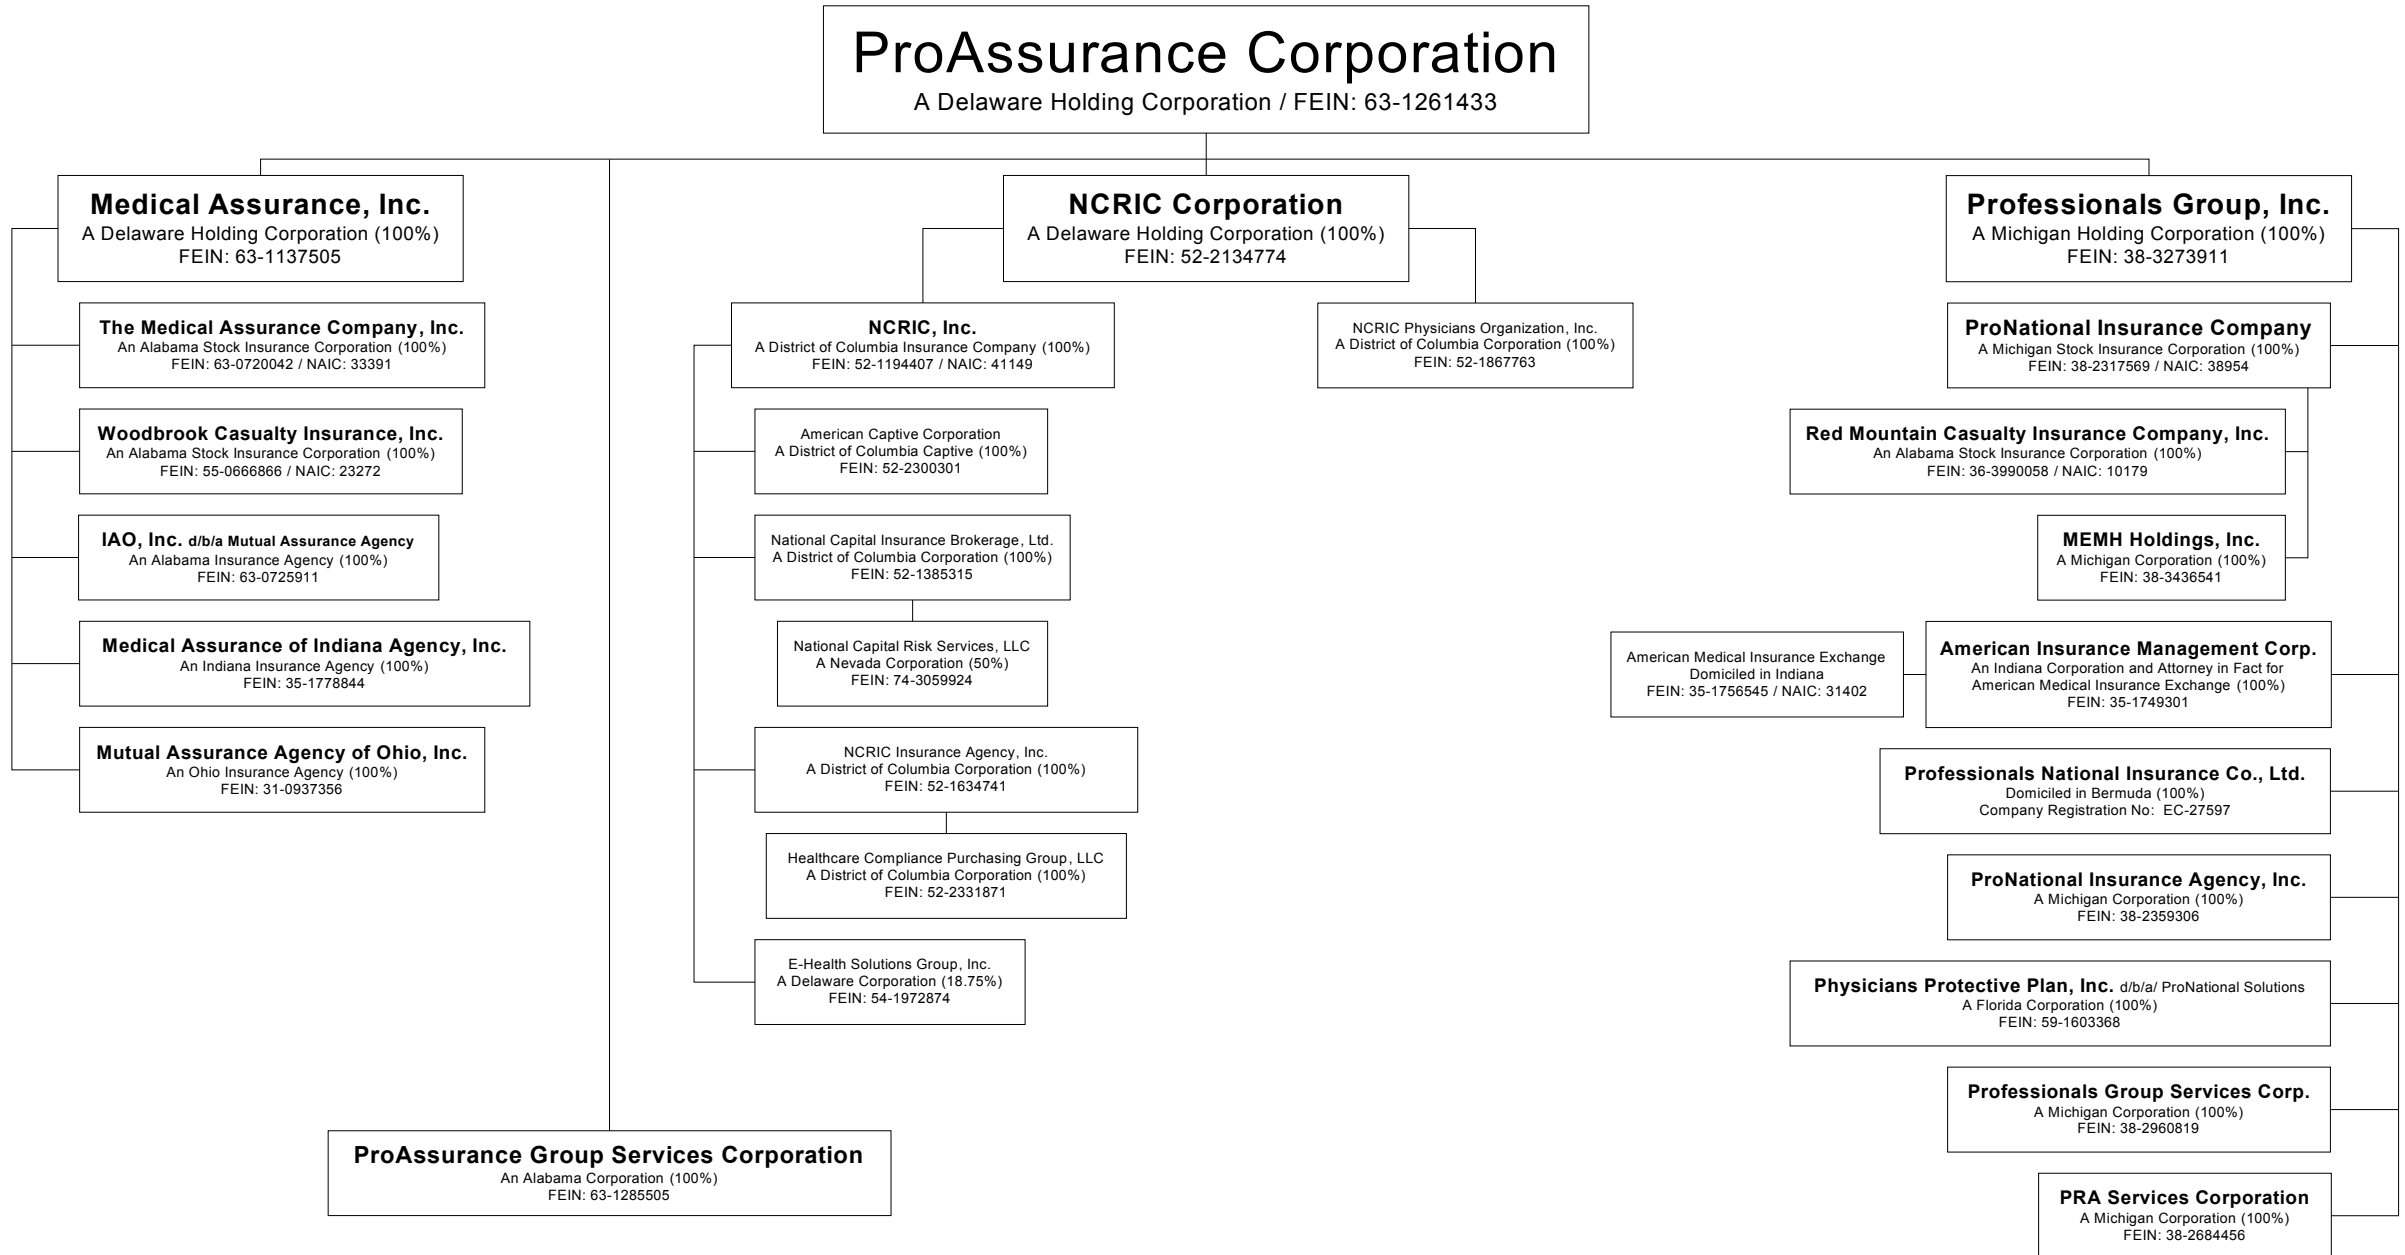 ProAssurance Corporation
A Delaware Holding Corporation / FEIN: 63-1261433
Medical Assurance, Inc.
A Delaware Holding Corporation (100%)
FEIN: 63-1137505
The Medical Assurance Company, Inc.
An Alabama Stock Insurance Corporation (100%)
FEIN: 63-0720042 / NAIC: 33391
Woodbrook Casualty Insurance, Inc.
An Alabama Stock Insurance Corporation (100%)
FEIN: 55-0666866 / NAIC: 23272
IAO, Inc. d/b/a Mutual Assurance Agency
An Alabama Insurance Agency (100%)
FEIN: 63-0725911
Medical Assurance of Indiana Agency, Inc.
An Indiana Insurance Agency (100%)
FEIN: 35-1778844
Mutual Assurance Agency of Ohio, Inc.
An Ohio Insurance Agency (100%)
FEIN: 31-0937356
ProAssurance Group Services Corporation
An Alabama Corporation (100%)
FEIN: 63-1285505
NCRIC Corporation
A Delaware Holding Corporation (100%)
FEIN: 52-2134774
NCRIC, Inc.
A District of Columbia Insurance Company (100%)
FEIN: 52-1194407 / NAIC: 41149
American Captive Corporation
A District of Columbia Captive (100%)
FEIN: 52-2300301
National Capital Insurance Brokerage, Ltd.
A District of Columbia Corporation (100%)
FEIN: 52-1385315
National Capital Risk Services, LLC
A Nevada Corporation (50%)
FEIN: 74-3059924
NCRIC Insurance Agency, Inc.
A District of Columbia Corporation (100%)
FEIN: 52-1634741
Healthcare Compliance Purchasing Group, LLC
A District of Columbia Corporation (100%)
FEIN: 52-2331871
E-Health Solutions Group, Inc.
A Delaware Corporation (18.75%)
FEIN: 54-1972874
NCRIC Physicians Organization, Inc.
A District of Columbia Corporation (100%)
FEIN: 52-1867763
Professionals Group, Inc.
A Michigan Holding Corporation (100%)
FEIN: 38-3273911
ProNational Insurance Company
A Michigan Stock Insurance Corporation (100%)
FEIN: 38-2317569 / NAIC: 38954
Red Mountain Casualty Insurance Company, Inc.
An Alabama Stock Insurance Corporation (100%)
FEIN: 36-3990058 / NAIC: 10179
MEMH Holdings, Inc.
A Michigan Corporation (100%)
FEIN: 38-3436541
American Medical Insurance Exchange
Domiciled in Indiana
FEIN: 35-1756545 / NAIC: 31402
American Insurance Management Corp.
An Indiana Corporation and Attorney in Fact for
American Medical Insurance Exchange (100%)
FEIN: 35-1749301
Professionals National Insurance Co., Ltd.
Domiciled in Bermuda (100%)
Company Registration No: EC-27597
ProNational Insurance Agency, Inc.
A Michigan Corporation (100%)
FEIN: 38-2359306
Physicians Protective Plan, Inc. d/b/a/ ProNational Solutions
A Florida Corporation (100%)
FEIN: 59-1603368
Professionals Group Services Corp.
A Michigan Corporation (100%)
FEIN: 38-2960819
PRA Services Corporation
A Michigan Corporation (100%)
FEIN: 38-2684456